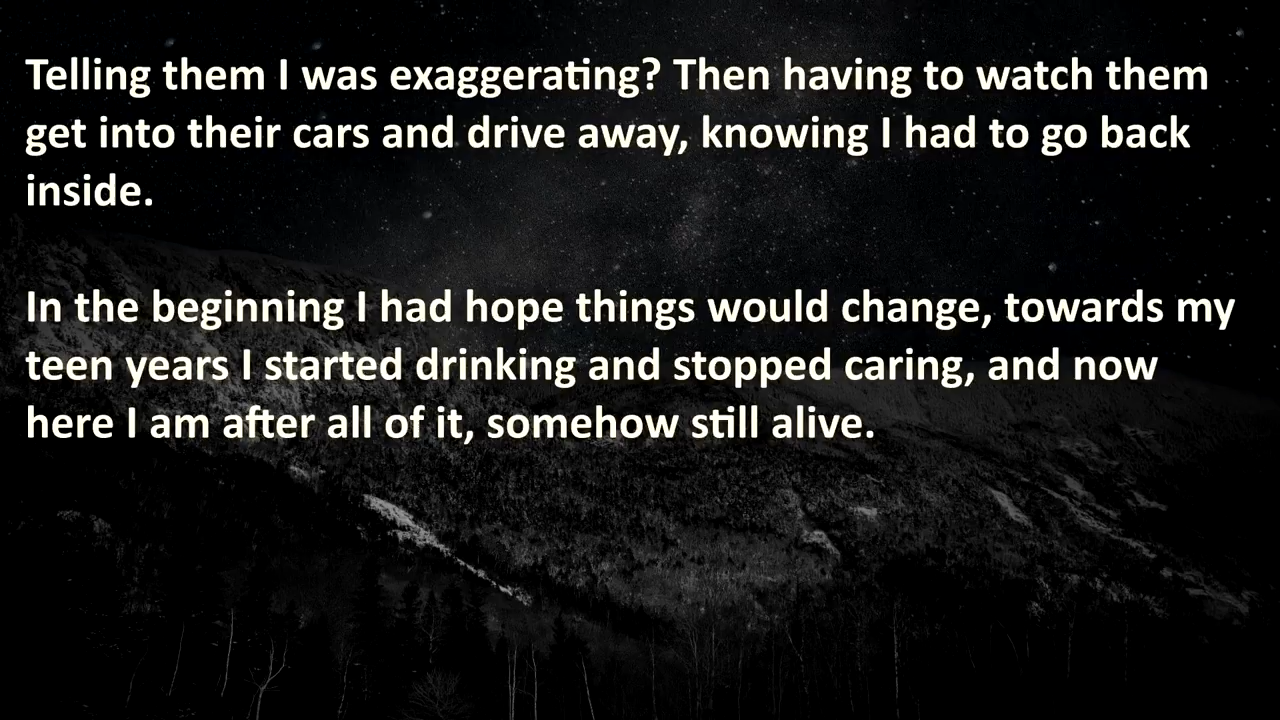 Telling them I was exaggerating? Then having to watch them
get into their cars and drive away, knowing I had to go back
inside.
In the beginning I had hope things would change, towards my
teen years I started drinking and stopped caring, and now
here I am after all of it, somehow still alive.